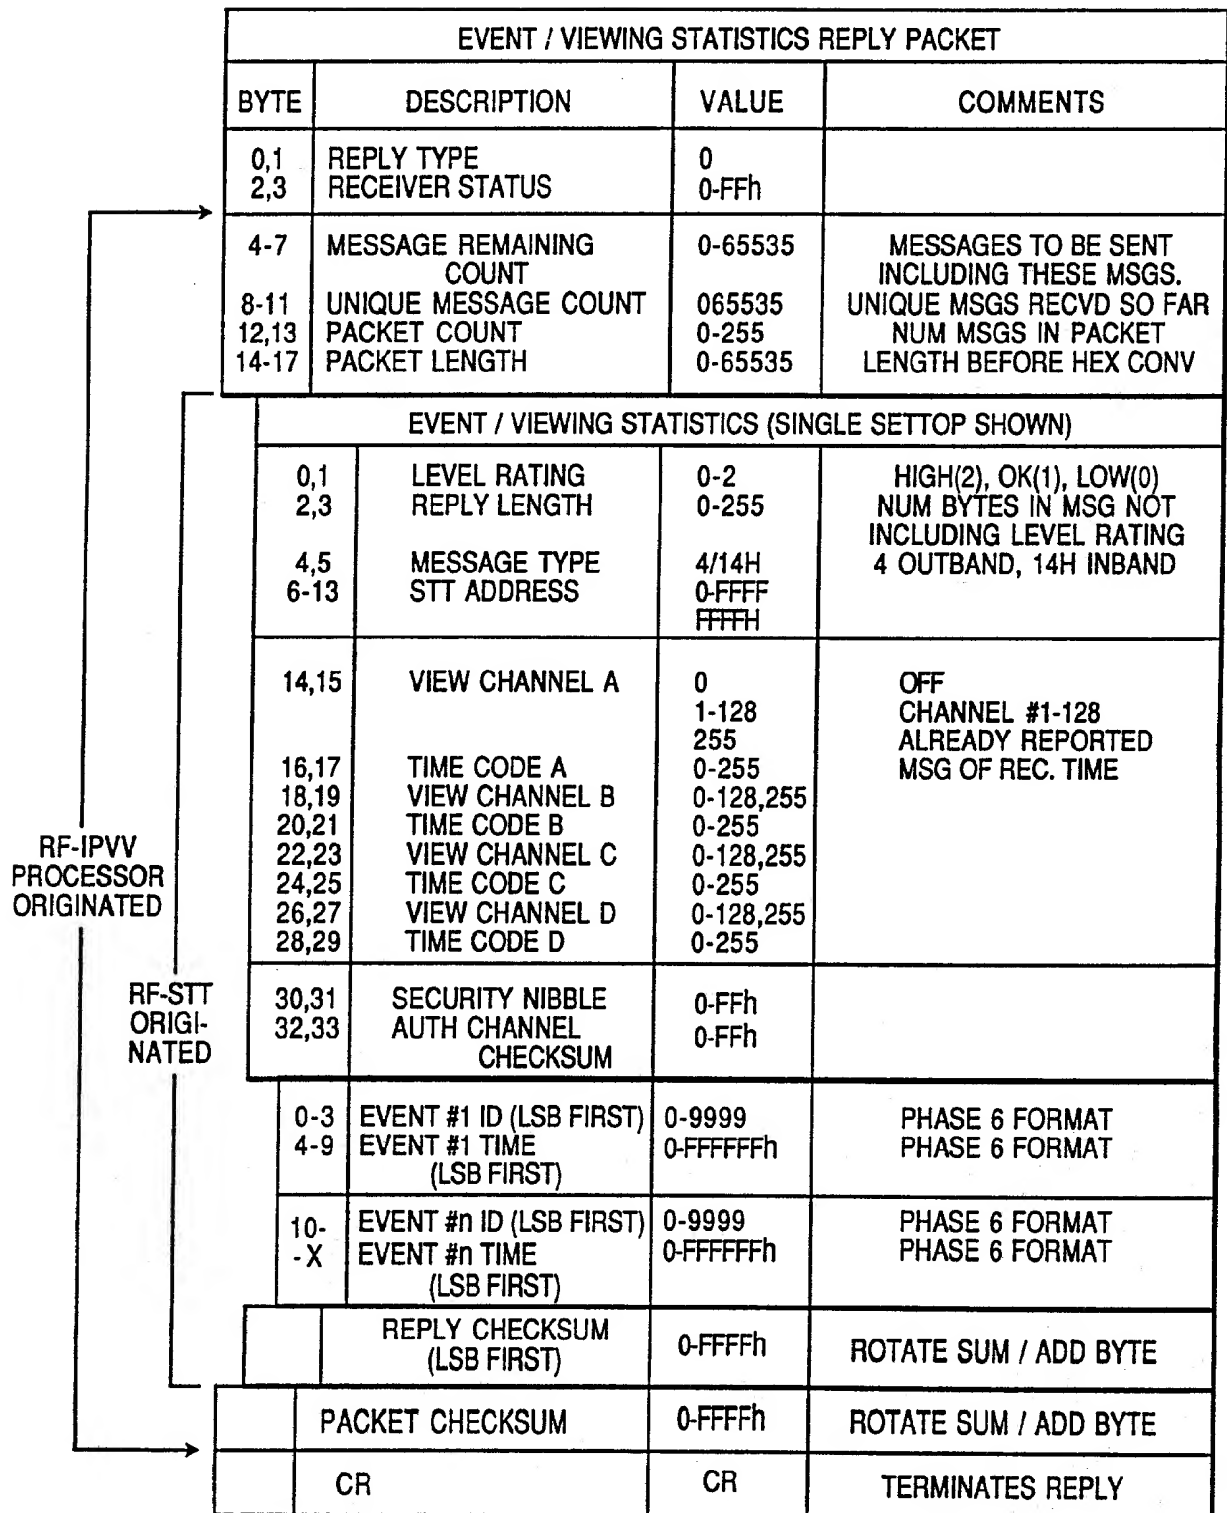 EVENT / VIEWING STATISTICS REPLY PACKET
BYTE DESCRIPTION VALUE COMMENTS
0,1 REPLY TYPE 0
2,3 RECEIVER STATUS 0-FFh
4-7 MESSAGE REMAINING 0-65535 MESSAGES TO BE SENT
COUNT INCLUDING THESE MSGS.
8-11 UNIQUE MESSAGE COUNT 065535 UNIQUE MSGS RECVD SO FAR
12,13 PACKET COUNT 0-255 NUM MSGS IN PACKET
14-17 PACKET LENGTH 0-65535 LENGTH BEFORE HEX CONV
EVENT / VIEWING STATISTICS (SINGLE SETTOP SHOWN)
0,1 LEVEL RATING 0-2 HIGH(2), OK(1), LOW(0)
2,3 REPLY LENGTH 0-255 NUM BYTES IN MSG NOT
INCLUDING LEVEL RATING
4,5 MESSAGE TYPE 4/14H 4 OUTBAND, 14H INBAND
6-13 STT ADDRESS 0-FFFF
FFFFH
14,15 VIEW CHANNEL A 0 OFF
1-128 CHANNEL #1-128
255 ALREADY REPORTED
16,17 TIME CODE A 0-255 MSG OF REC. TIME
18,19 VIEW CHANNEL B 0-128,255
20,21 TIME CODE B 0-255
22,23 VIEW CHANNEL C 0-128,255
24,25 TIME CODE C 0-255
26,27 VIEW CHANNEL D 0-128,255
28,29 TIME CODE D 0-255
RF-IPVV
PROCESSOR
ORIGINATED
RF-STT
ORIGI-
NATED
30,31 SECURITY NIBBLE 0-FFh
32,33 AUTH CHANNEL 0-FFh
CHECKSUM
0-3 EVENT #1 ID (LSB FIRST) 0-9999 PHASE 6 FORMAT
4-9 EVENT #1 TIME 0-FFFFFFh PHASE 6 FORMAT
(LSB FIRST)
10- EVENT #n ID (LSB FIRST) 0-9999 PHASE 6 FORMAT
-X EVENT #n TIME 0-FFFFFFh PHASE 6 FORMAT
(LSB FIRST)
REPLY CHECKSUM 0-FFFFh ROTATE SUM / ADD BYTE
(LSB FIRST)
PACKET CHECKSUM 0-FFFFh ROTATE SUM / ADD BYTE
CR CR TERMINATES REPLY